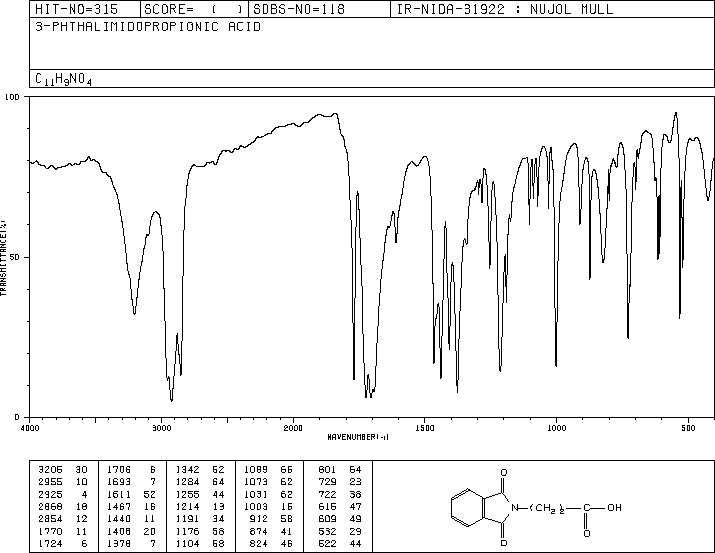 HIT-NO=315 SCORE= ( ) SDBS-NO=118 IR-NIDA-31922 : NUJOL MULL
3-PHTHALIMIDOPROPIONIC ACID
C11H9NO4
100
50
0
TRANSMITTANCE(%)
4000 3000 2000 1500 1000 500
WAVENUMBER(-1)
3205 30 1706 6 1342 52 1089 66 801 64
2955 10 1693 7 1284 64 1073 62 729 23
2925 4 1611 52 1255 44 1031 62 722 36
2868 18 1467 16 1214 13 1003 16 616 47
2854 12 1440 11 1191 34 912 58 609 49
1770 11 1408 20 1176 58 874 41 532 29
1724 6 1378 7 1104 58 824 46 522 44
O
N (CH2)2 C OH
O O